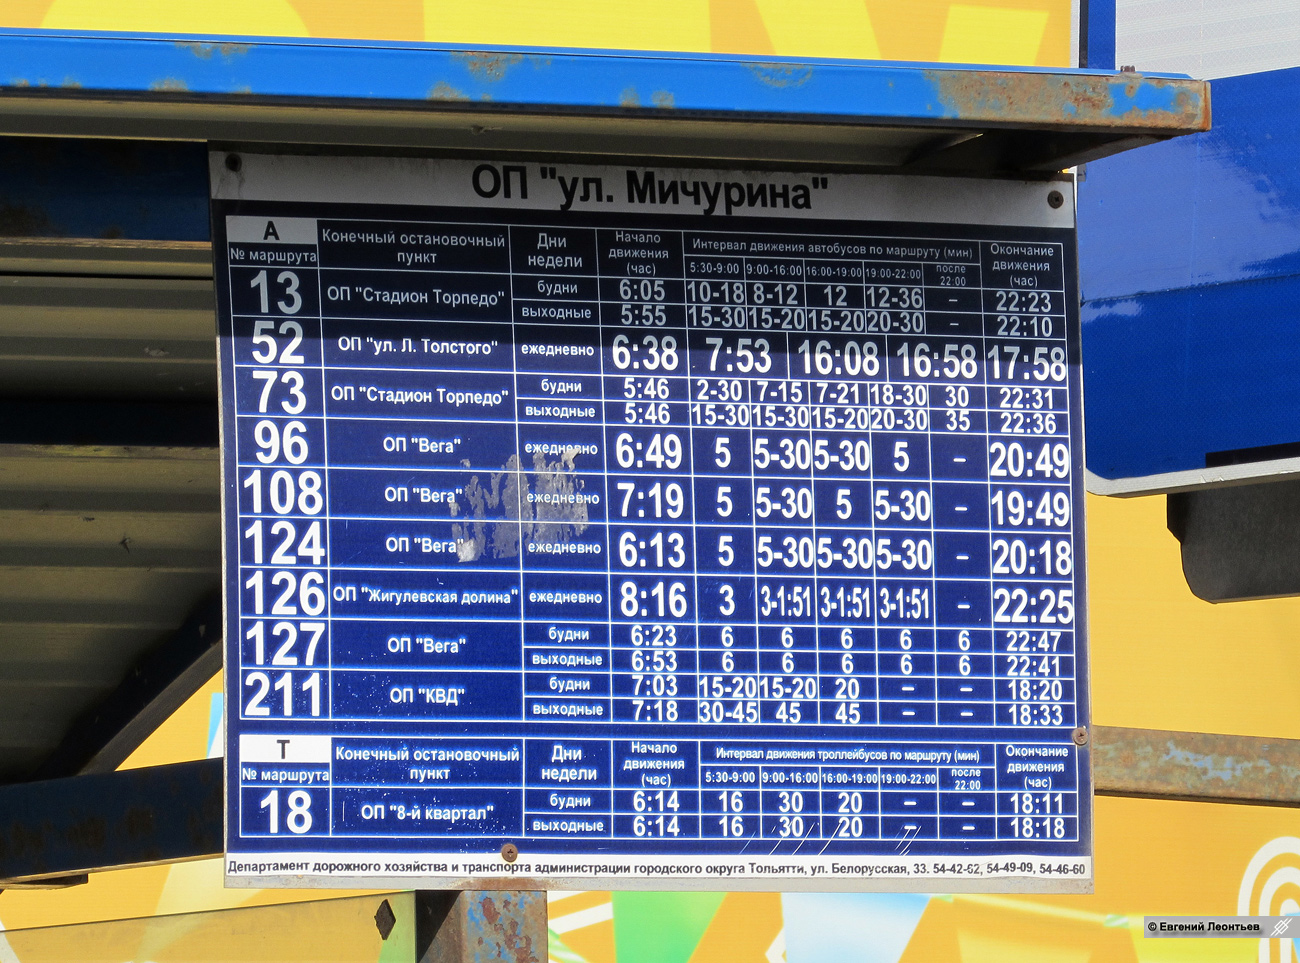 ОП "ул. Мичурина"
А
№ маршрута
Конечный остановочный пункт
Дни недели
Начало движения (час)
Интервал движения автобусов по маршруту (мин)
5:30-9:00 9:00-16:00 16:00-19:00 19:00-22:00 после 22:00
Окончание движения (час)
13 ОП "Стадион Торпедо" будни 6:05 10-18 8-12 12 12-36 – 22:23
выходные 5:55 15-30 15-20 15-20 20-30 – 22:10
52 ОП "ул. Л. Толстого" ежедневно 6:38 7:53 16:08 16:58 17:58
73 ОП "Стадион Торпедо" будни 5:46 2-30 7-15 7-21 18-30 30 22:31
выходные 5:46 15-30 15-30 15-20 20-30 35 22:36
96 ОП "Вега" ежедневно 6:49 5 5-30 5-30 5 – 20:49
108 ОП "Вега" ежедневно 7:19 5 5-30 5 5-30 – 19:49
124 ОП "Вега" ежедневно 6:13 5 5-30 5-30 5-30 – 20:18
126 ОП "Жигулевская долина" ежедневно 8:16 3 3-1:51 3-1:51 3-1:51 – 22:25
127 ОП "Вега" будни 6:23 6 6 6 6 6 22:47
выходные 6:53 6 6 6 6 6 22:41
211 ОП "КВД" будни 7:03 15-20 15-20 20 – – 18:20
выходные 7:18 30-45 45 45 – – 18:33
Т
№ маршрута
Конечный остановочный пункт
Дни недели
Начало движения (час)
Интервал движения троллейбусов по маршруту (мин)
5:30-9:00 9:00-16:00 16:00-19:00 19:00-22:00 после 22:00
Окончание движения (час)
18 ОП "8-й квартал" будни 6:14 16 30 20 – – 18:11
выходные 6:14 16 30 20 – – 18:18
Департамент дорожного хозяйства и транспорта администрации городского округа Тольятти, ул. Белорусская, 33. 54-42-62, 54-49-09, 54-46-60
© Евгений Леонтьев